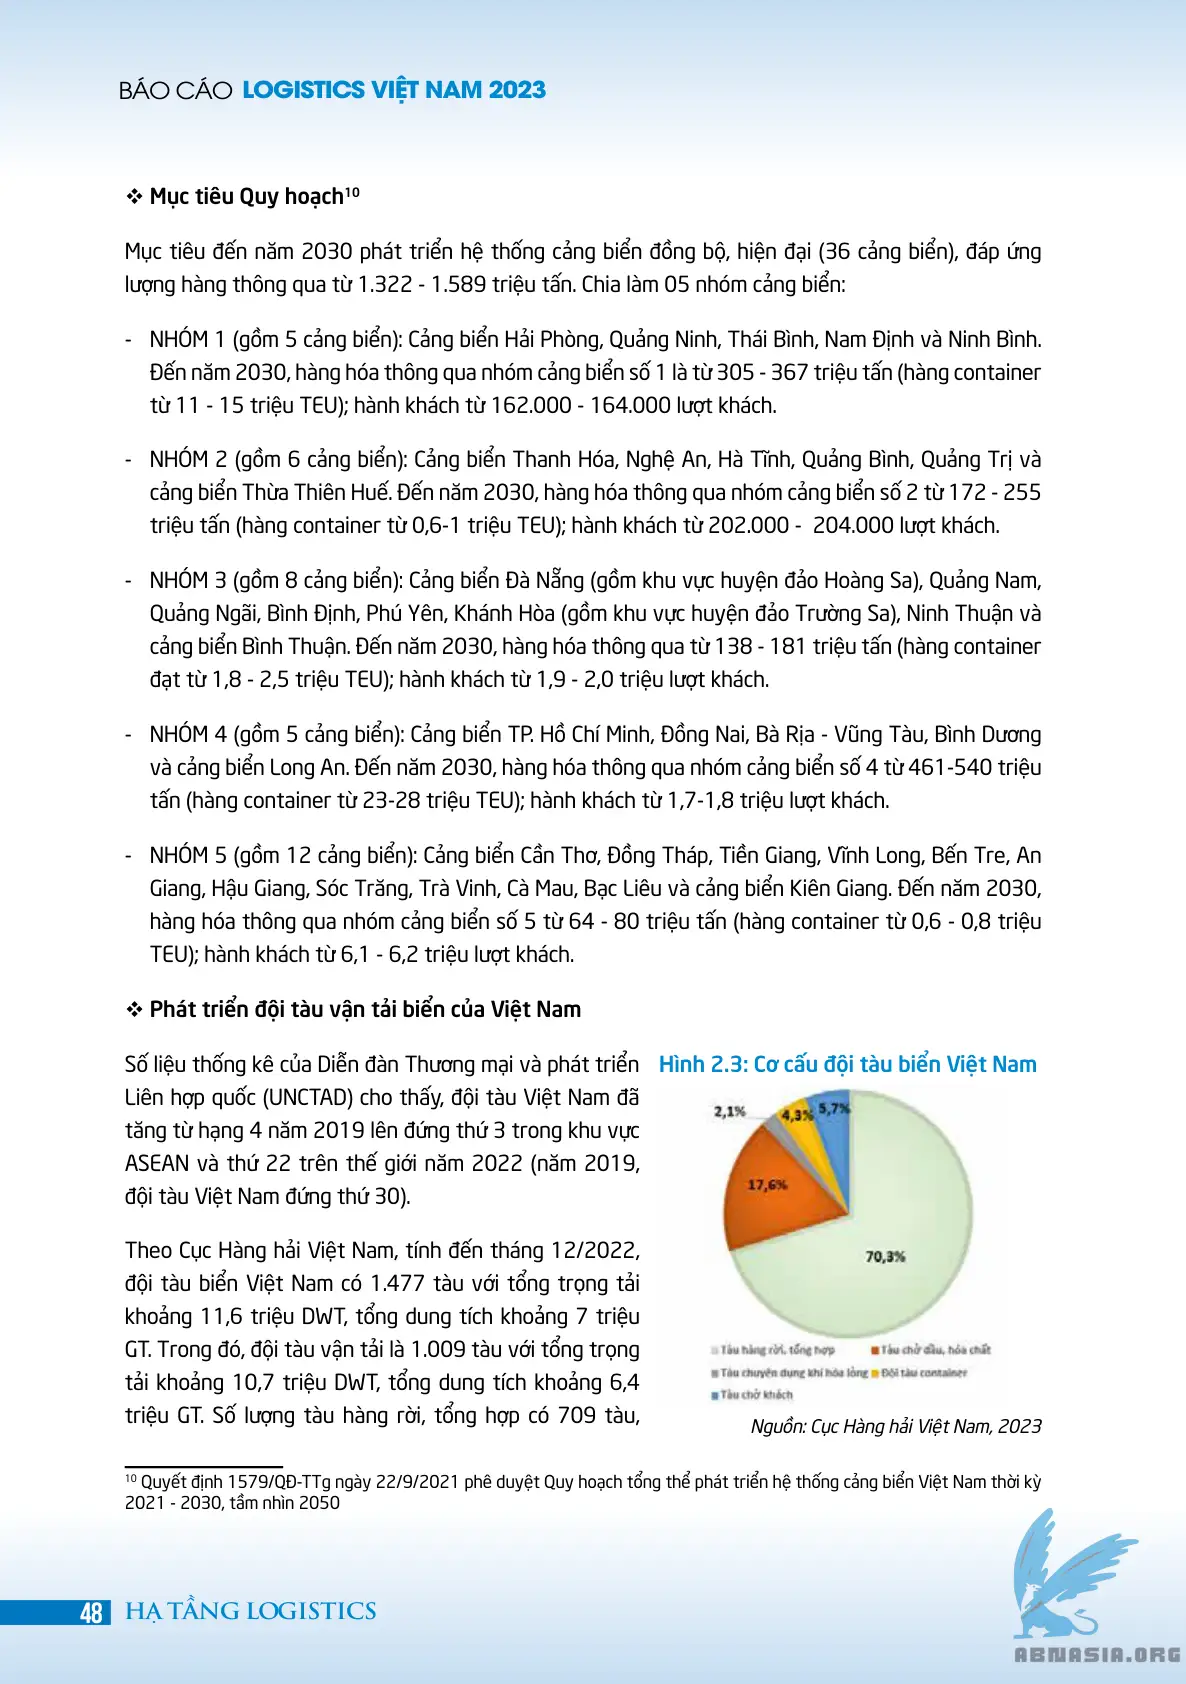 BÁO CÁO LOGISTICS VIỆT NAM 2023
❖ Mục tiêu Quy hoạch¹⁰
Mục tiêu đến năm 2030 phát triển hệ thống cảng biển đồng bộ, hiện đại (36 cảng biển), đáp ứng
lượng hàng thông qua từ 1.322 - 1.589 triệu tấn. Chia làm 05 nhóm cảng biển:
- NHÓM 1 (gồm 5 cảng biển): Cảng biển Hải Phòng, Quảng Ninh, Thái Bình, Nam Định và Ninh Bình.
Đến năm 2030, hàng hóa thông qua nhóm cảng biển số 1 là từ 305 - 367 triệu tấn (hàng container
từ 11 - 15 triệu TEU); hành khách từ 162.000 - 164.000 lượt khách.
- NHÓM 2 (gồm 6 cảng biển): Cảng biển Thanh Hóa, Nghệ An, Hà Tĩnh, Quảng Bình, Quảng Trị và
cảng biển Thừa Thiên Huế. Đến năm 2030, hàng hóa thông qua nhóm cảng biển số 2 từ 172 - 255
triệu tấn (hàng container từ 0,6-1 triệu TEU); hành khách từ 202.000 - 204.000 lượt khách.
- NHÓM 3 (gồm 8 cảng biển): Cảng biển Đà Nẵng (gồm khu vực huyện đảo Hoàng Sa), Quảng Nam,
Quảng Ngãi, Bình Định, Phú Yên, Khánh Hòa (gồm khu vực huyện đảo Trường Sa), Ninh Thuận và
cảng biển Bình Thuận. Đến năm 2030, hàng hóa thông qua từ 138 - 181 triệu tấn (hàng container
đạt từ 1,8 - 2,5 triệu TEU); hành khách từ 1,9 - 2,0 triệu lượt khách.
- NHÓM 4 (gồm 5 cảng biển): Cảng biển TP. Hồ Chí Minh, Đồng Nai, Bà Rịa - Vũng Tàu, Bình Dương
và cảng biển Long An. Đến năm 2030, hàng hóa thông qua nhóm cảng biển số 4 từ 461-540 triệu
tấn (hàng container từ 23-28 triệu TEU); hành khách từ 1,7-1,8 triệu lượt khách.
- NHÓM 5 (gồm 12 cảng biển): Cảng biển Cần Thơ, Đồng Tháp, Tiền Giang, Vĩnh Long, Bến Tre, An
Giang, Hậu Giang, Sóc Trăng, Trà Vinh, Cà Mau, Bạc Liêu và cảng biển Kiên Giang. Đến năm 2030,
hàng hóa thông qua nhóm cảng biển số 5 từ 64 - 80 triệu tấn (hàng container từ 0,6 - 0,8 triệu
TEU); hành khách từ 6,1 - 6,2 triệu lượt khách.
❖ Phát triển đội tàu vận tải biển của Việt Nam
Số liệu thống kê của Diễn đàn Thương mại và phát triển
Liên hợp quốc (UNCTAD) cho thấy, đội tàu Việt Nam đã
tăng từ hạng 4 năm 2019 lên đứng thứ 3 trong khu vực
ASEAN và thứ 22 trên thế giới năm 2022 (năm 2019,
đội tàu Việt Nam đứng thứ 30).
Theo Cục Hàng hải Việt Nam, tính đến tháng 12/2022,
đội tàu biển Việt Nam có 1.477 tàu với tổng trọng tải
khoảng 11,6 triệu DWT, tổng dung tích khoảng 7 triệu
GT. Trong đó, đội tàu vận tải là 1.009 tàu với tổng trọng
tải khoảng 10,7 triệu DWT, tổng dung tích khoảng 6,4
triệu GT. Số lượng tàu hàng rời, tổng hợp có 709 tàu,
Hình 2.3: Cơ cấu đội tàu biển Việt Nam
2,1%
4,3%
5,7%
17,6%
70,3%
Tàu hàng rời, tổng hợp
Tàu chở dầu, hóa chất
Tàu chuyên dụng khí hóa lỏng
Đội tàu container
Tàu chở khách
Nguồn: Cục Hàng hải Việt Nam, 2023
¹⁰ Quyết định 1579/QĐ-TTg ngày 22/9/2021 phê duyệt Quy hoạch tổng thể phát triển hệ thống cảng biển Việt Nam thời kỳ
2021 - 2030, tầm nhìn 2050
48 HẠ TẦNG LOGISTICS
ABNASIA.ORG